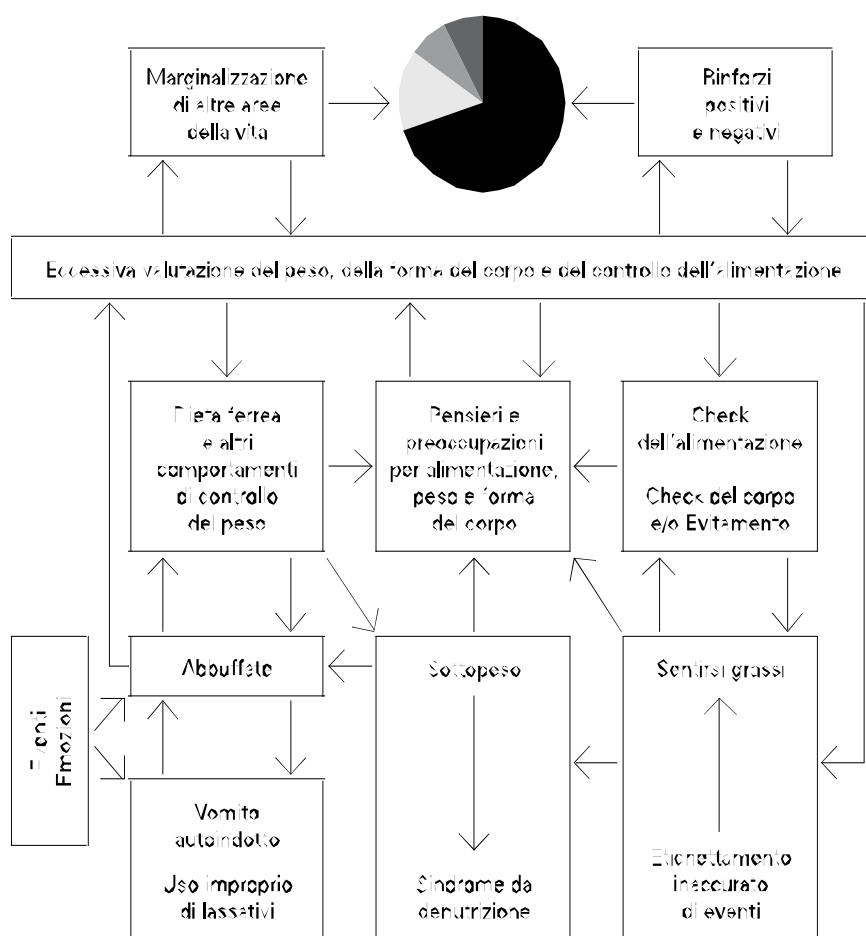 Marginalizzazione
di altre aree
della vita
Rinforzi
positivi
e negativi
Eccessiva valutazione del peso, della forma del corpo e del controllo dell'alimentazione
Dieta ferrea
e altri
comportamenti
di controllo
del peso
Pensieri e
preoccupazioni
per alimentazione,
peso e forma
del corpo
Check
dell'alimentazione
Check del corpo
e/o Evitamento
Eventi
Emozioni
Abbuffate
Sottopeso
Sentirsi grassi
Vomito
autoindotto
Uso improprio
di lassativi
Sindrome da
denutrizione
Etichettamento
inaccurato
di eventi